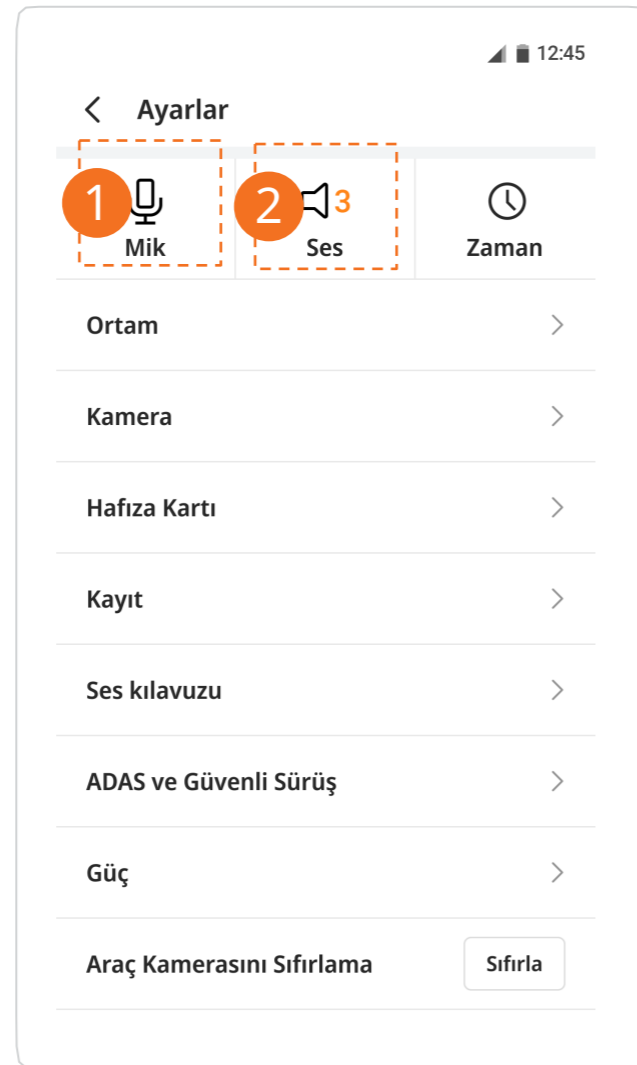 12:45
Ayarlar
1 2 3
Mik Ses Zaman
Ortam
Kamera
Hafıza Kartı
Kayıt
Ses kılavuzu
ADAS ve Güvenli Sürüş
Güç
Araç Kamerasını Sıfırlama Sıfırla